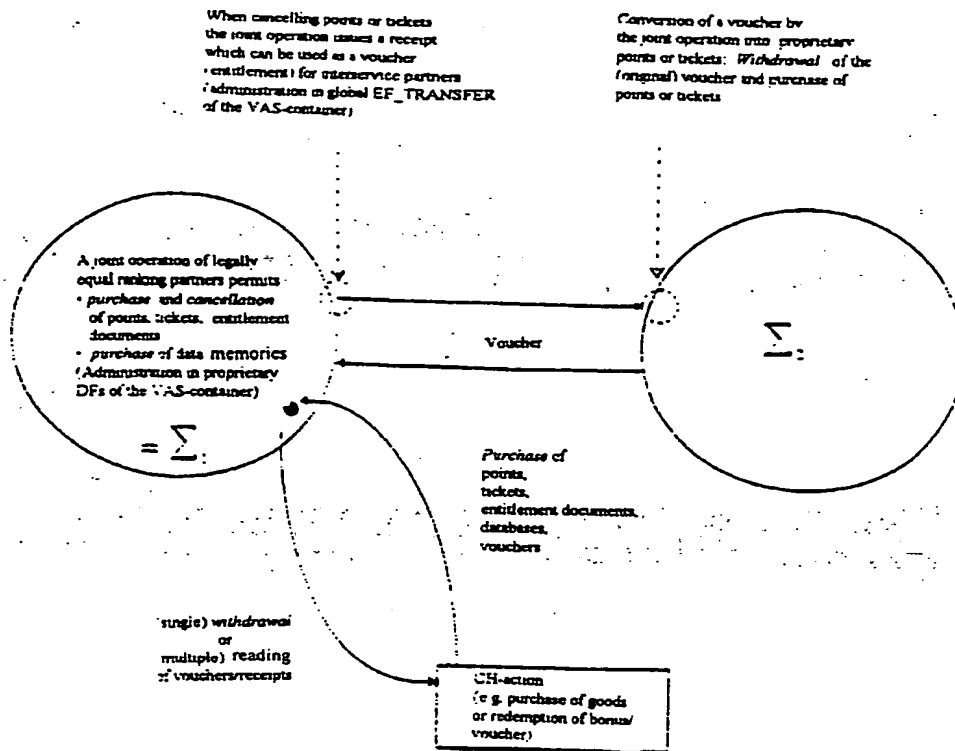 When cancelling points or tickets
the joint operation issues a receipt
which can be used as a voucher
(entitlement) for interservice partners
(administration in global EF_TRANSFER
of the VAS-container)
Conversion of a voucher by
the joint operation into proprietary
points or tickets: Withdrawal of the
(original) voucher and purchase of
points or tickets
A joint operation of legally
equal ranking partners permits
• purchase and cancellation
of points, tickets, entitlement
documents
• purchase of data memories
(Administration in proprietary
DFs of the VAS-container)
= Σ
Voucher
Σ
Purchase of
points,
tickets,
entitlement documents,
databases,
vouchers
single) withdrawal
or
multiple) reading
of vouchers/receipts
CH-action
(e g. purchase of goods
or redemption of bonus/
voucher)